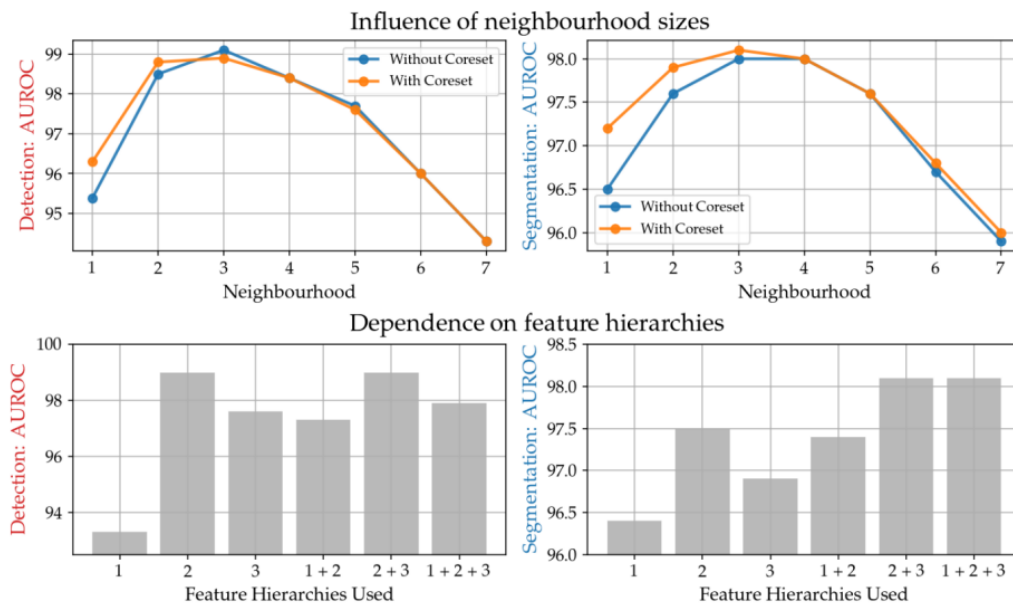 Influence of neighbourhood sizes
Detection: AUROC
99
98
97
96
95
1 2 3 4 5 6 7
Neighbourhood
Without Coreset
With Coreset
Segmentation: AUROC
98.0
97.5
97.0
96.5
96.0
1 2 3 4 5 6 7
Neighbourhood
Without Coreset
With Coreset
Dependence on feature hierarchies
Detection: AUROC
100
98
96
94
1 2 3 1 + 2 2 + 3 1 + 2 + 3
Feature Hierarchies Used
Segmentation: AUROC
98.5
98.0
97.5
97.0
96.5
96.0
1 2 3 1 + 2 2 + 3 1 + 2 + 3
Feature Hierarchies Used